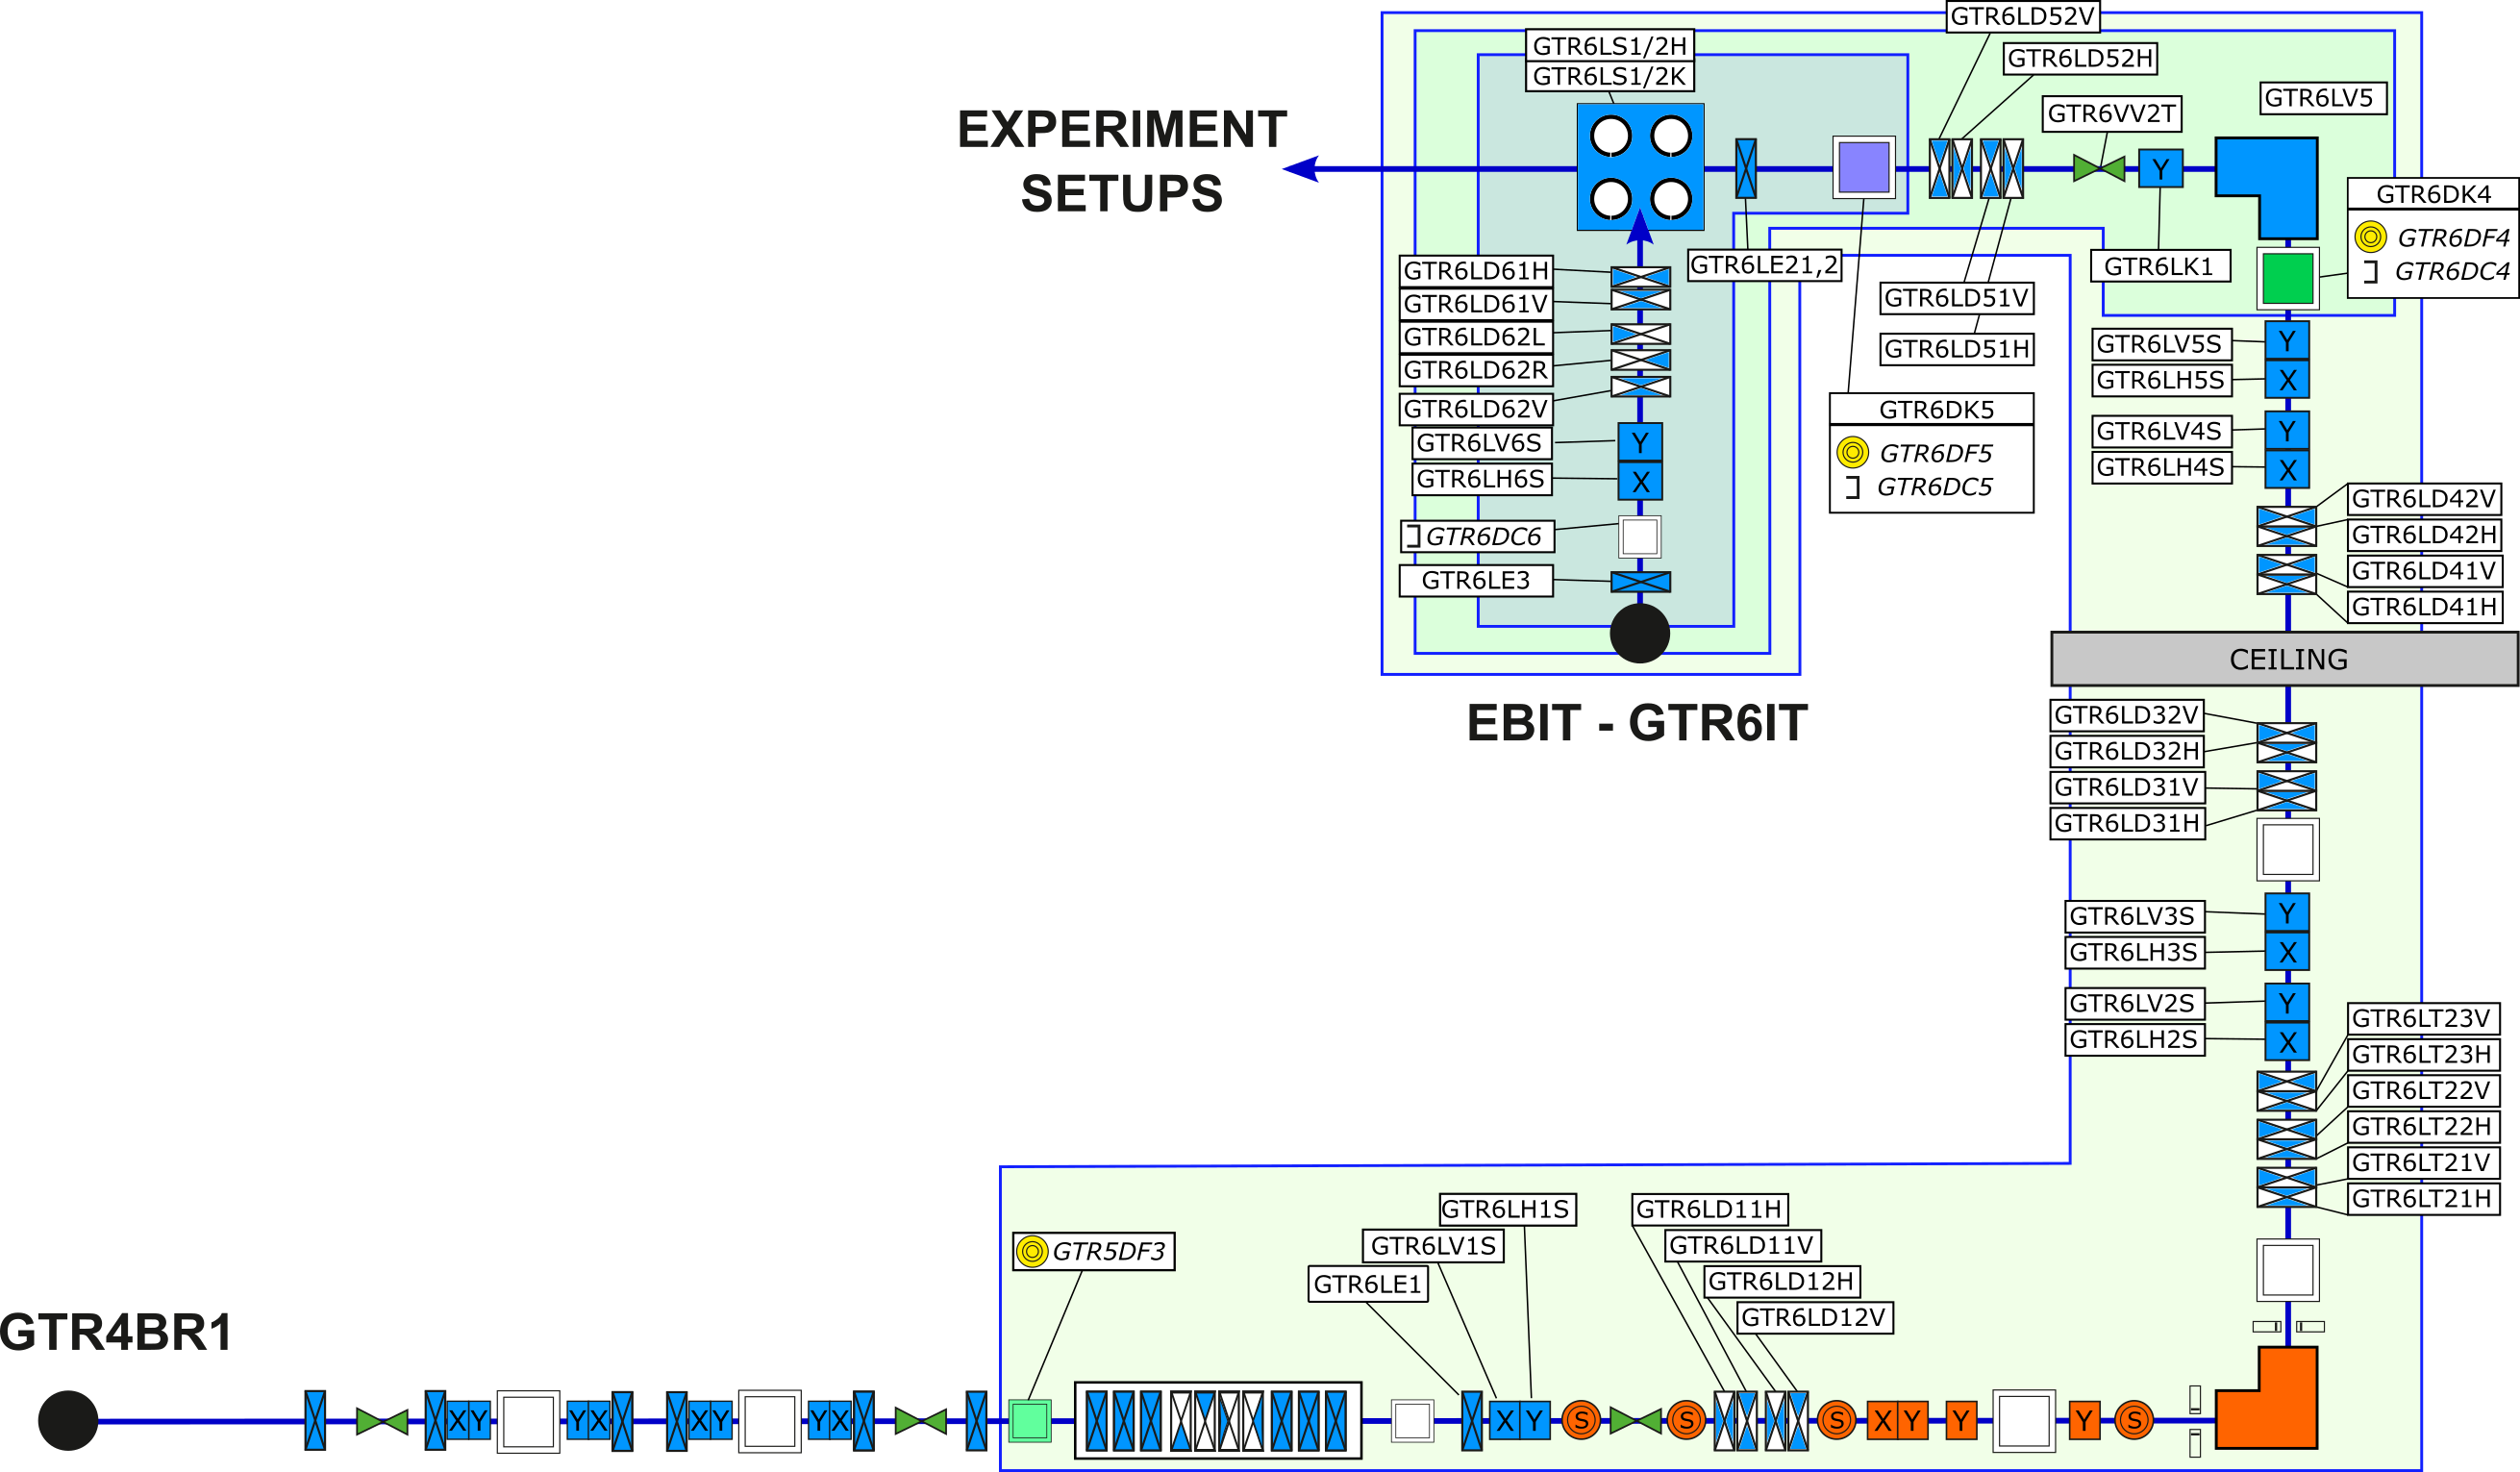 GTR6LD52V
GTR6LS1/2H
GTR6LS1/2K
GTR6LD52H
GTR6VV2T
GTR6LV5
EXPERIMENT
SETUPS
Y
GTR6DK4
GTR6DF4
GTR6DC4
GTR6LE21,2
GTR6LK1
GTR6LD61H
GTR6LD61V
GTR6LD62L
GTR6LD62R
GTR6LD62V
GTR6LV6S
Y
GTR6LH6S
X
GTR6DC6
GTR6LE3
GTR6LD51V
GTR6LD51H
GTR6DK5
GTR6DF5
GTR6DC5
GTR6LV5S
Y
GTR6LH5S
X
GTR6LV4S
Y
GTR6LH4S
X
GTR6LD42V
GTR6LD42H
GTR6LD41V
GTR6LD41H
CEILING
EBIT - GTR6IT
GTR6LD32V
GTR6LD32H
GTR6LD31V
GTR6LD31H
GTR6LV3S
Y
GTR6LH3S
X
GTR6LV2S
Y
GTR6LH2S
X
GTR6LT23V
GTR6LT23H
GTR6LT22V
GTR6LT22H
GTR6LT21V
GTR6LT21H
GTR6LH1S
GTR6LV1S
GTR6LE1
GTR6LD11H
GTR6LD11V
GTR6LD12H
GTR6LD12V
GTR5DF3
GTR4BR1
X Y Y X X Y Y X X Y S S S X Y Y Y S